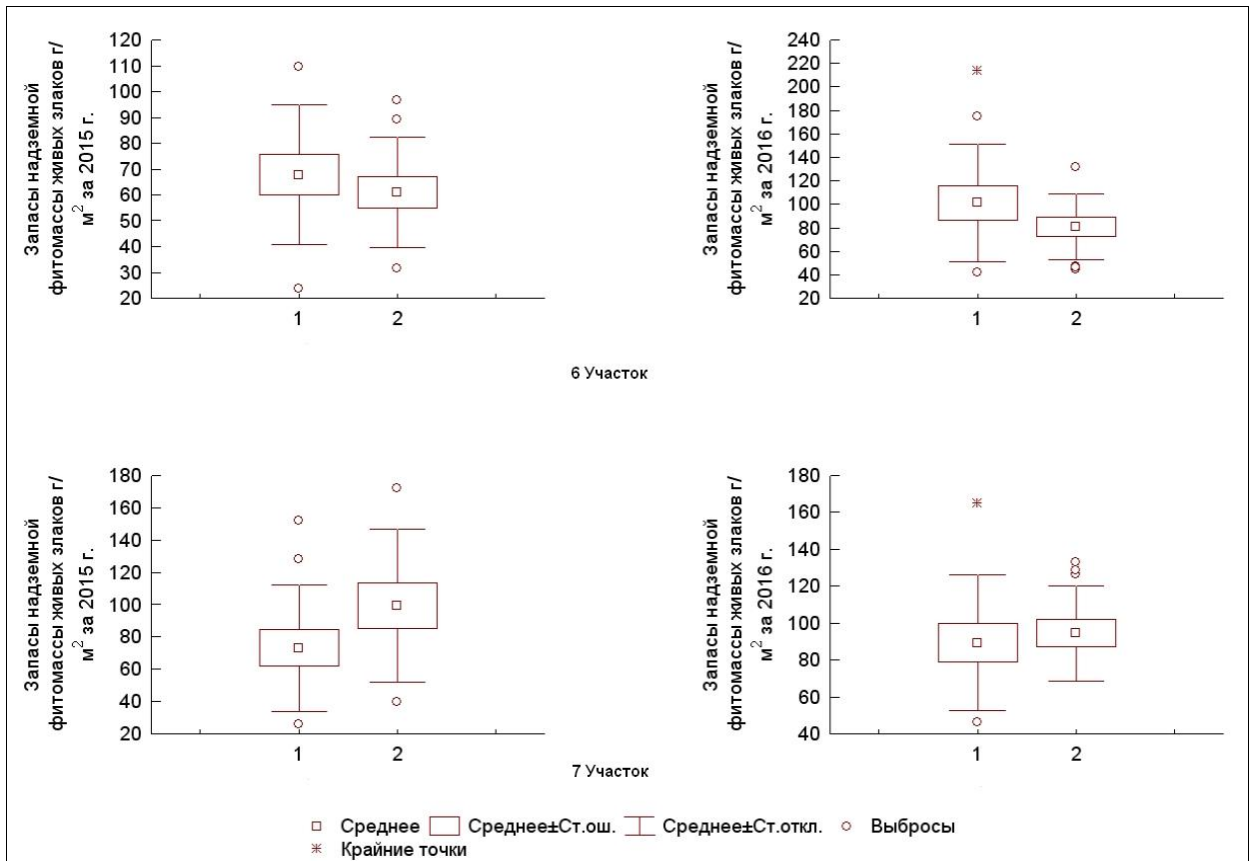 Запасы надземной
фитомассы живых злаков г/
м² за 2015 г.
120
110
100
90
80
70
60
50
40
30
20
1 2
Запасы надземной
фитомассы живых злаков г/
м² за 2016 г.
240
220
200
180
160
140
120
100
80
60
40
20
1 2
6 Участок
Запасы надземной
фитомассы живых злаков г/
м² за 2015 г.
180
160
140
120
100
80
60
40
20
1 2
Запасы надземной
фитомассы живых злаков г/
м² за 2016 г.
180
160
140
120
100
80
60
40
1 2
7 Участок
Среднее Среднее±Ст.ош. Среднее±Ст.откл. Выбросы
Крайние точки